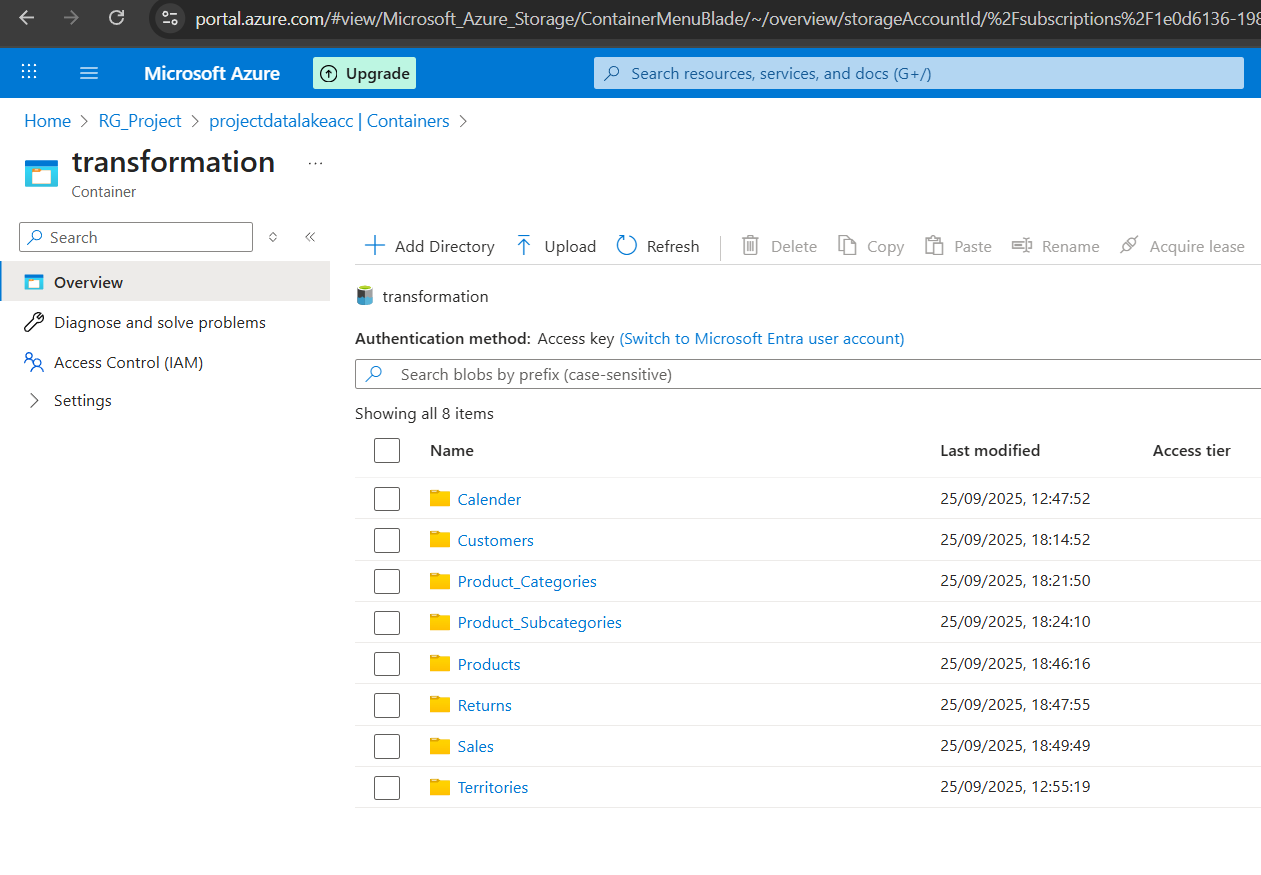 portal.azure.com/#view/Microsoft_Azure_Storage/ContainerMenuBlade/~/overview/storageAccountId/%2Fsubscriptions%2F1e0d6136-198
Microsoft Azure
Upgrade
Search resources, services, and docs (G+/)
Home > RG_Project > projectdatalakeacc | Containers >
transformation ...
Container
Search
Add Directory Upload Refresh Delete Copy Paste Rename Acquire lease
Overview
Diagnose and solve problems
Access Control (IAM)
Settings
transformation
Authentication method: Access key (Switch to Microsoft Entra user account)
Search blobs by prefix (case-sensitive)
Showing all 8 items
Name Last modified Access tier
Calender 25/09/2025, 12:47:52
Customers 25/09/2025, 18:14:52
Product_Categories 25/09/2025, 18:21:50
Product_Subcategories 25/09/2025, 18:24:10
Products 25/09/2025, 18:46:16
Returns 25/09/2025, 18:47:55
Sales 25/09/2025, 18:49:49
Territories 25/09/2025, 12:55:19